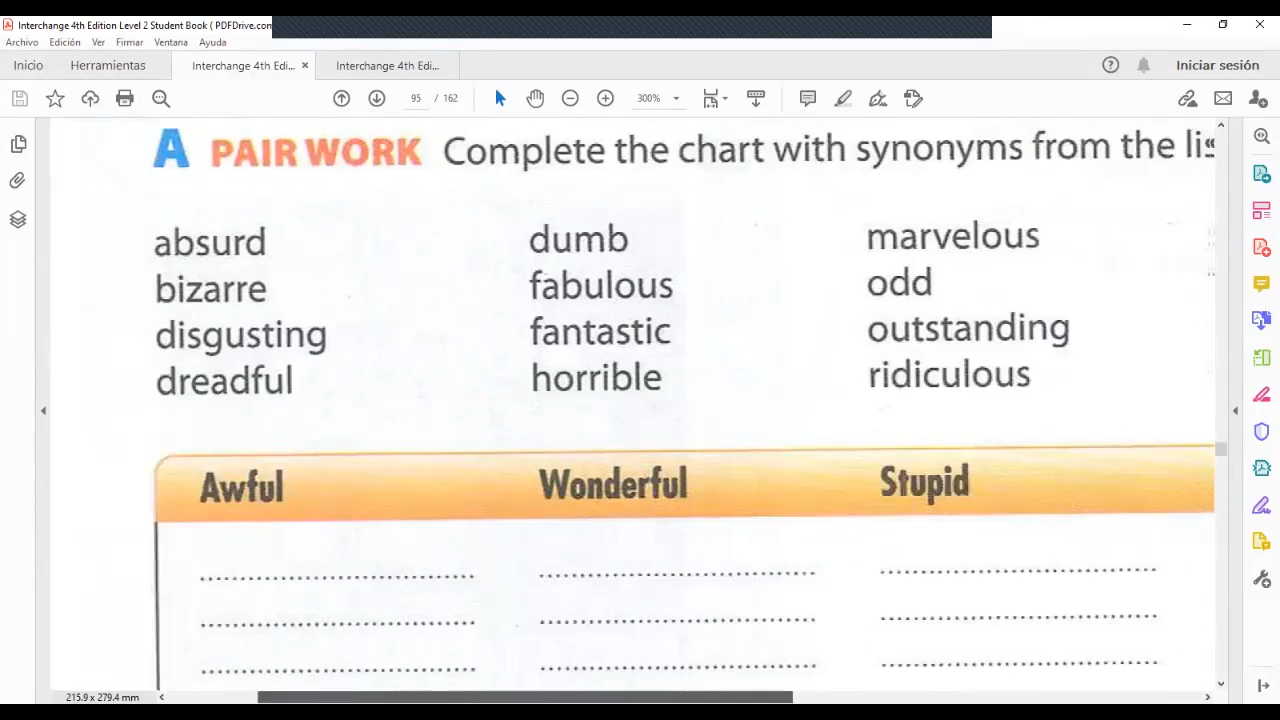 Interchange 4th Edition Level 2 Student Book ( PDFDrive.com
Archivo Edición Ver Firmar Ventana Ayuda
Inicio Herramientas Interchange 4th Edi... Interchange 4th Edi... Iniciar sesión
95 / 162 300%
A PAIR WORK Complete the chart with synonyms from the lis
absurd dumb marvelous
bizarre fabulous odd
disgusting fantastic outstanding
dreadful horrible ridiculous
Awful Wonderful Stupid
215.9 x 279.4 mm